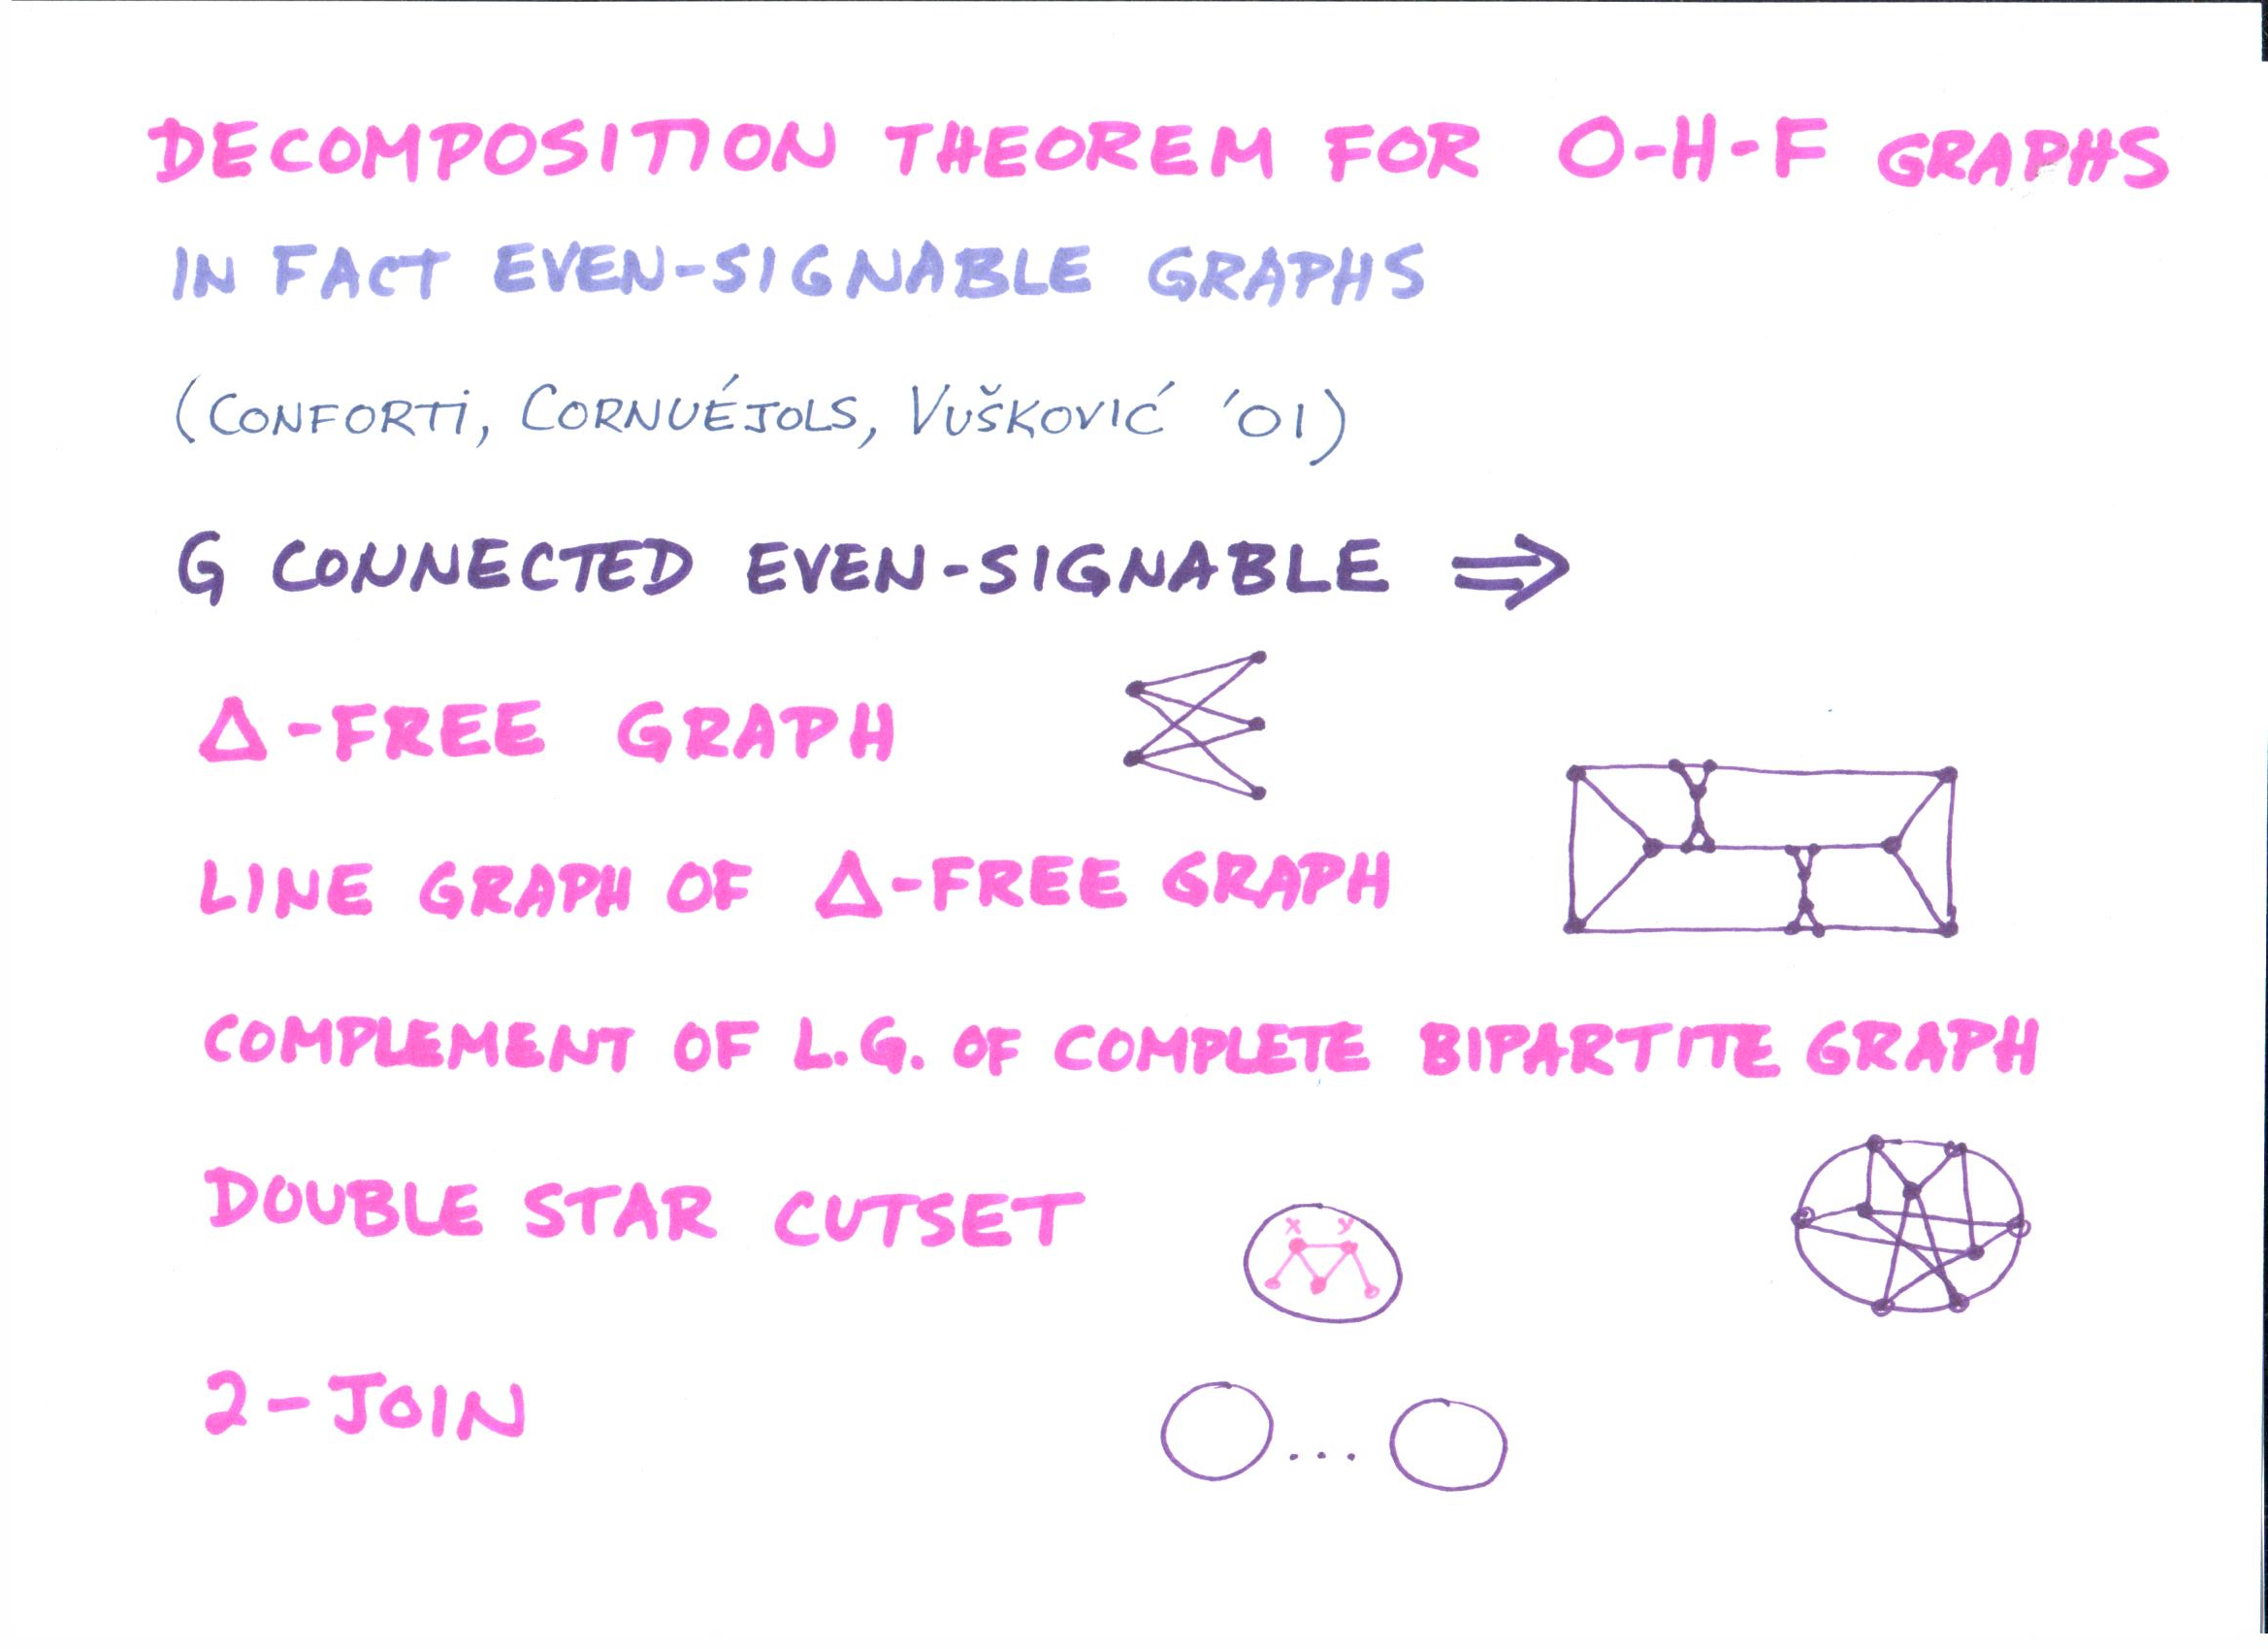 DECOMPOSITION THEOREM FOR O-H-F GRAPHS
IN FACT EVEN-SIGNABLE GRAPHS
(CONFORTI, CORNUÉJOLS, VUŠKOVIĆ '01)
G CONNECTED EVEN-SIGNABLE ⇒
Δ-FREE GRAPH
LINE GRAPH OF Δ-FREE GRAPH
COMPLEMENT OF L.G. OF COMPLETE BIPARTITE GRAPH
DOUBLE STAR CUTSET
x y
2-JOIN
...